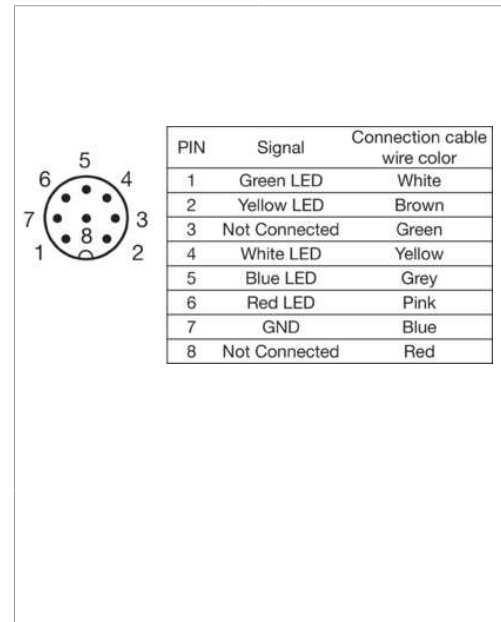 5
6 4
7 3
8
1 2
PIN Signal Connection cable wire color
1 Green LED White
2 Yellow LED Brown
3 Not Connected Green
4 White LED Yellow
5 Blue LED Grey
6 Red LED Pink
7 GND Blue
8 Not Connected Red